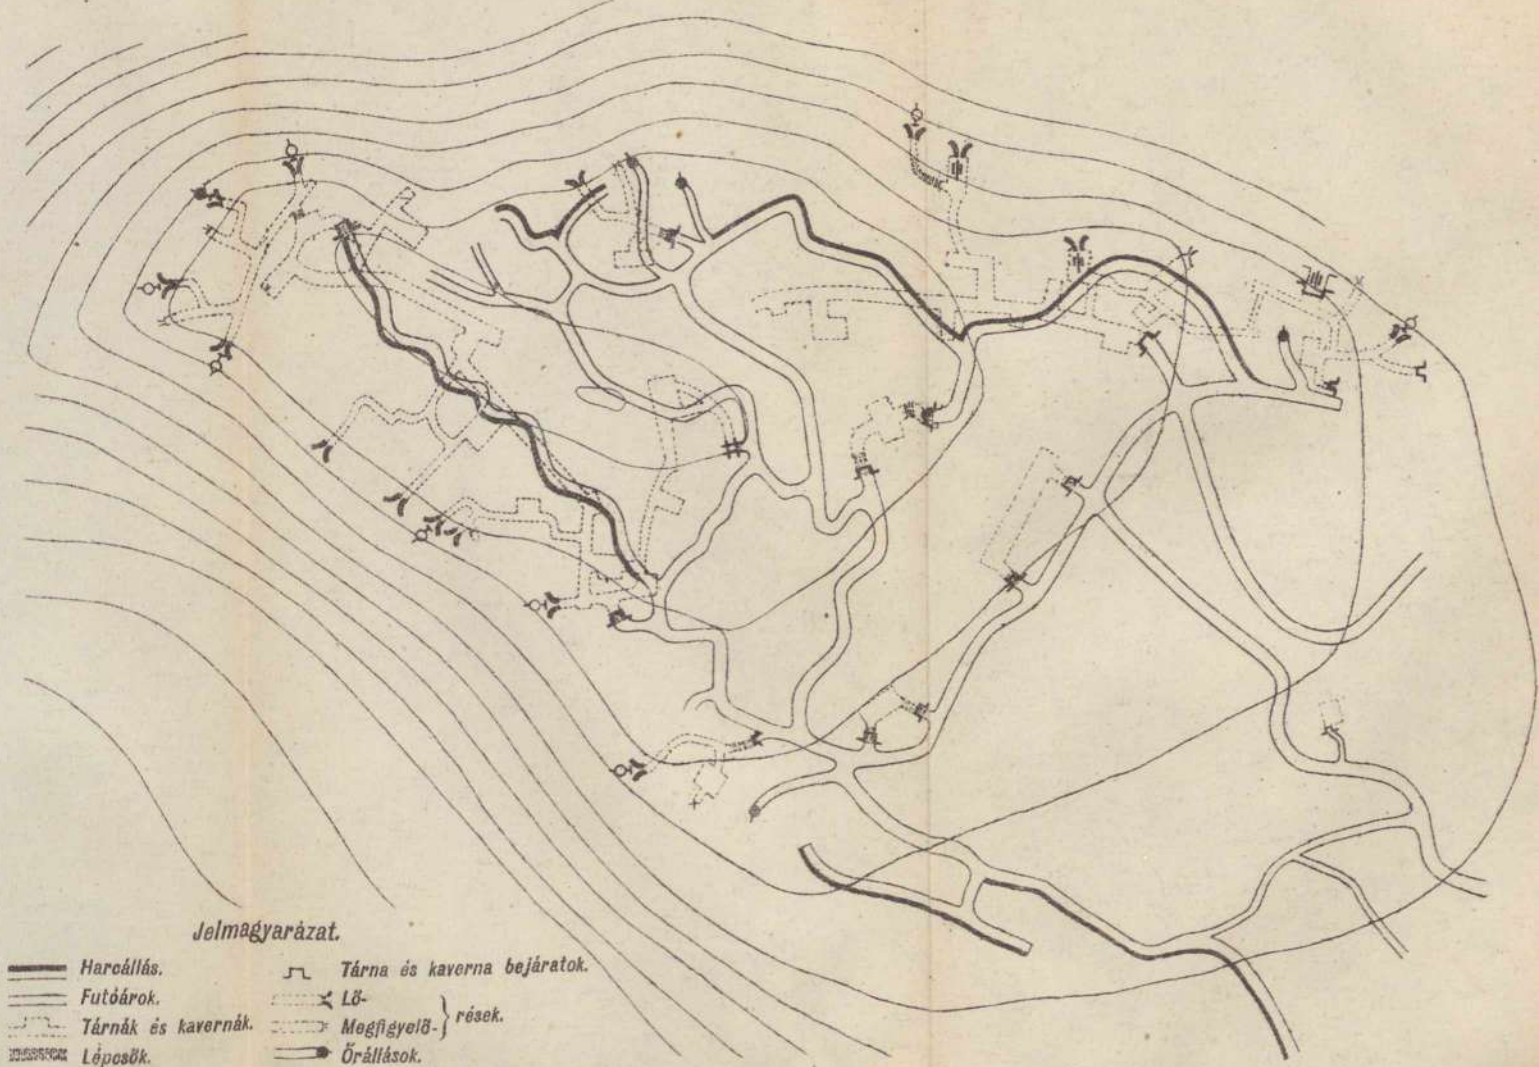 Jelmagyarázat.
Harcállás.
Futóárok.
Tárnák és kavernák.
Lépcsők.
Tárna és kaverna bejáratok.
Lő-
Megfigyelő- } rések.
Őrállások.